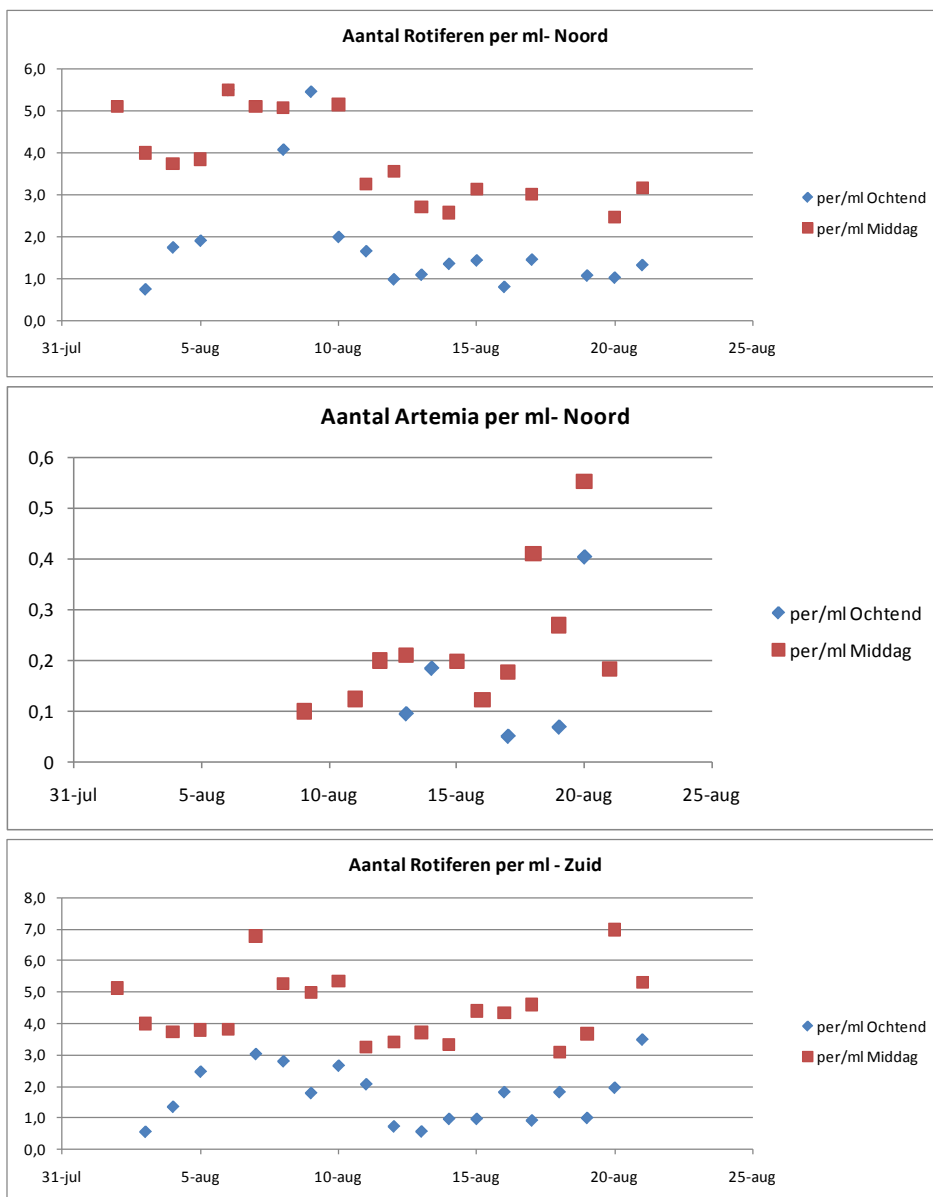 Aantal Rotiferen per ml- Noord
6,0
5,0
4,0
3,0
2,0
1,0
0,0
31-jul 5-aug 10-aug 15-aug 20-aug 25-aug
per/ml Ochtend
per/ml Middag
Aantal Artemia per ml- Noord
0,6
0,5
0,4
0,3
0,2
0,1
0
31-jul 5-aug 10-aug 15-aug 20-aug 25-aug
per/ml Ochtend
per/ml Middag
Aantal Rotiferen per ml - Zuid
8,0
7,0
6,0
5,0
4,0
3,0
2,0
1,0
0,0
31-jul 5-aug 10-aug 15-aug 20-aug 25-aug
per/ml Ochtend
per/ml Middag